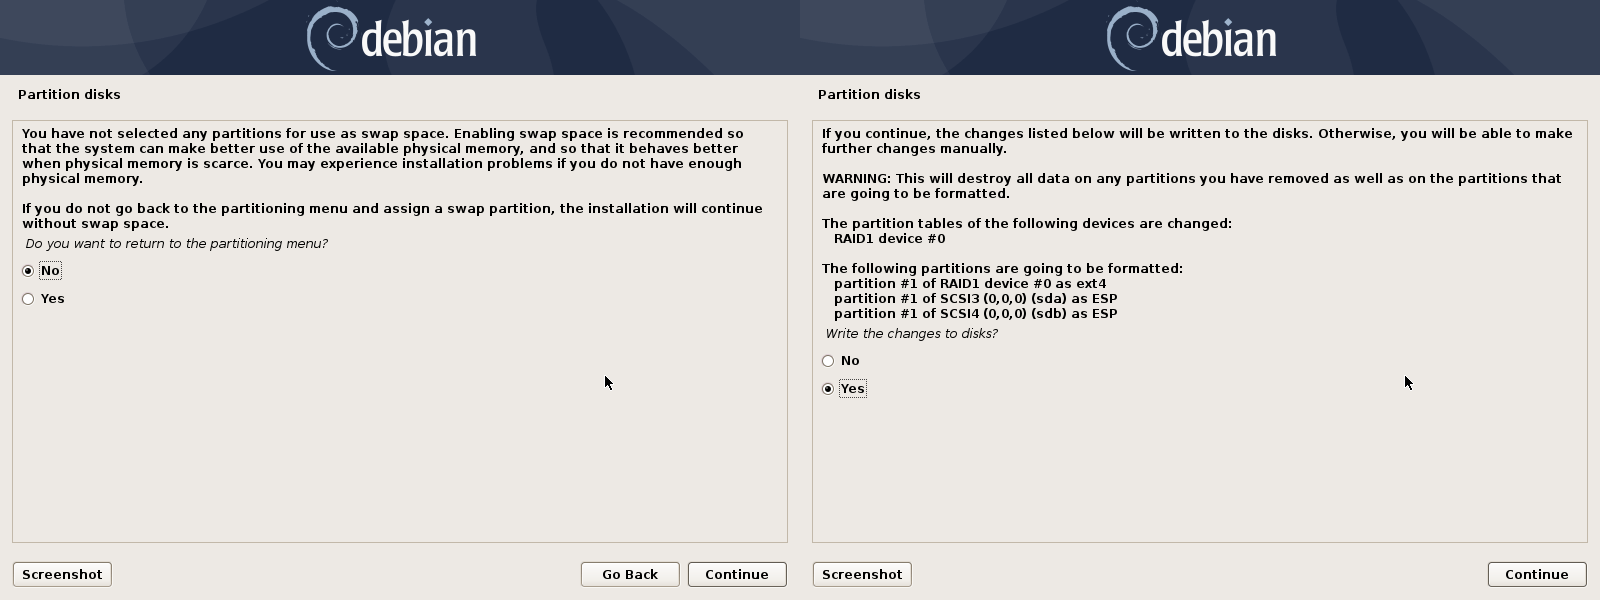 debian
Partition disks
You have not selected any partitions for use as swap space. Enabling swap space is recommended so
that the system can make better use of the available physical memory, and so that it behaves better
when physical memory is scarce. You may experience installation problems if you do not have enough
physical memory.
If you do not go back to the partitioning menu and assign a swap partition, the installation will continue
without swap space.
Do you want to return to the partitioning menu?
No
Yes
Screenshot
Go Back
Continue
debian
Partition disks
If you continue, the changes listed below will be written to the disks. Otherwise, you will be able to make
further changes manually.
WARNING: This will destroy all data on any partitions you have removed as well as on the partitions that
are going to be formatted.
The partition tables of the following devices are changed:
RAID1 device #0
The following partitions are going to be formatted:
partition #1 of RAID1 device #0 as ext4
partition #1 of SCSI3 (0,0,0) (sda) as ESP
partition #1 of SCSI4 (0,0,0) (sdb) as ESP
Write the changes to disks?
No
Yes
Screenshot
Continue